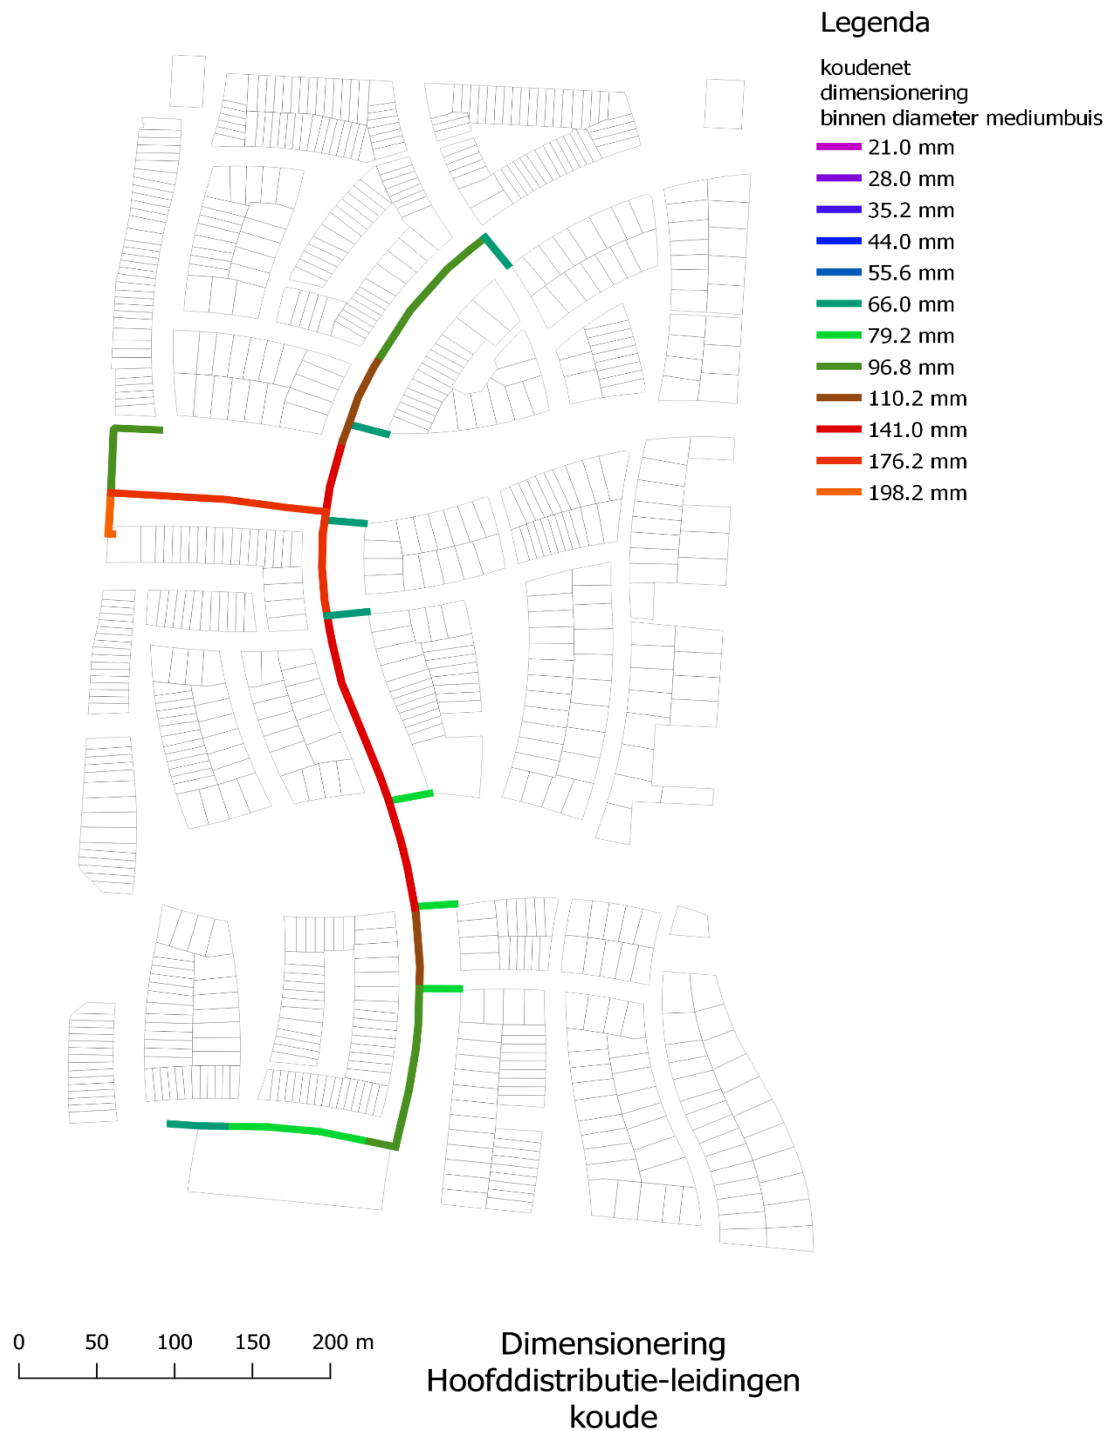 Legenda
koudenet
dimensionering
binnen diameter mediumbuis
21.0 mm
28.0 mm
35.2 mm
44.0 mm
55.6 mm
66.0 mm
79.2 mm
96.8 mm
110.2 mm
141.0 mm
176.2 mm
198.2 mm
0 50 100 150 200 m
Dimensionering
Hoofddistributie-leidingen
koude